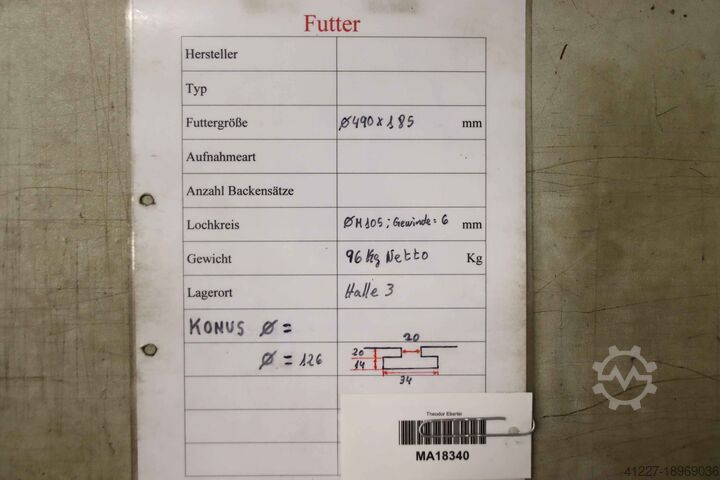 Futter
Hersteller
Typ
Futtergröße Ø490 x 185 mm
Aufnahmeart
Anzahl Backensätze
Lochkreis ØM105; Gewinde = 6 mm
Gewicht 96 Kg Netto Kg
Lagerort Halle 3
KONUS Ø =
Ø = 126
20
20
14
34
Theodor Eberlei
MA18340
41227-18969036